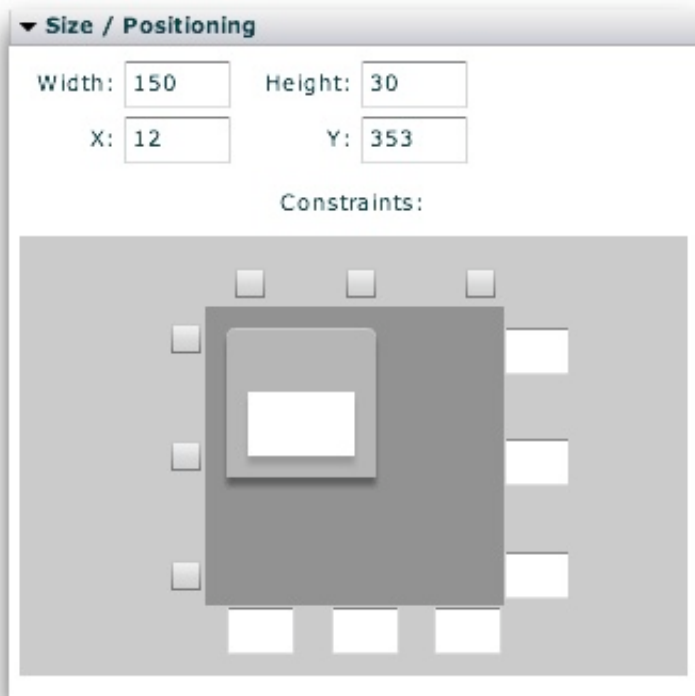 Size / Positioning
Width: 150 Height: 30
X: 12 Y: 353
Constraints: